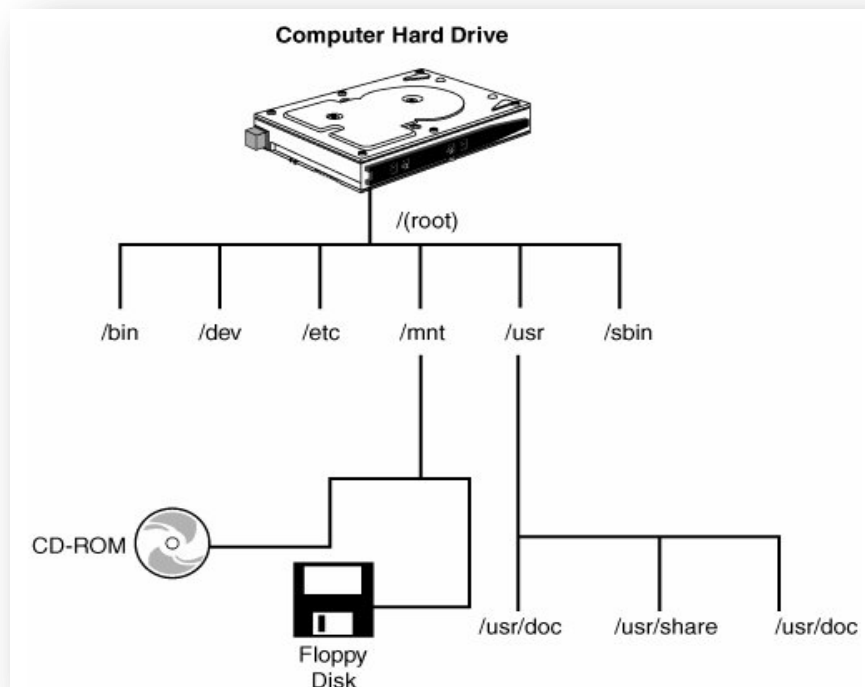 Computer Hard Drive
/(root)
/bin
/dev
/etc
/mnt
/usr
/sbin
CD-ROM
Floppy
Disk
/usr/doc
/usr/share
/usr/doc